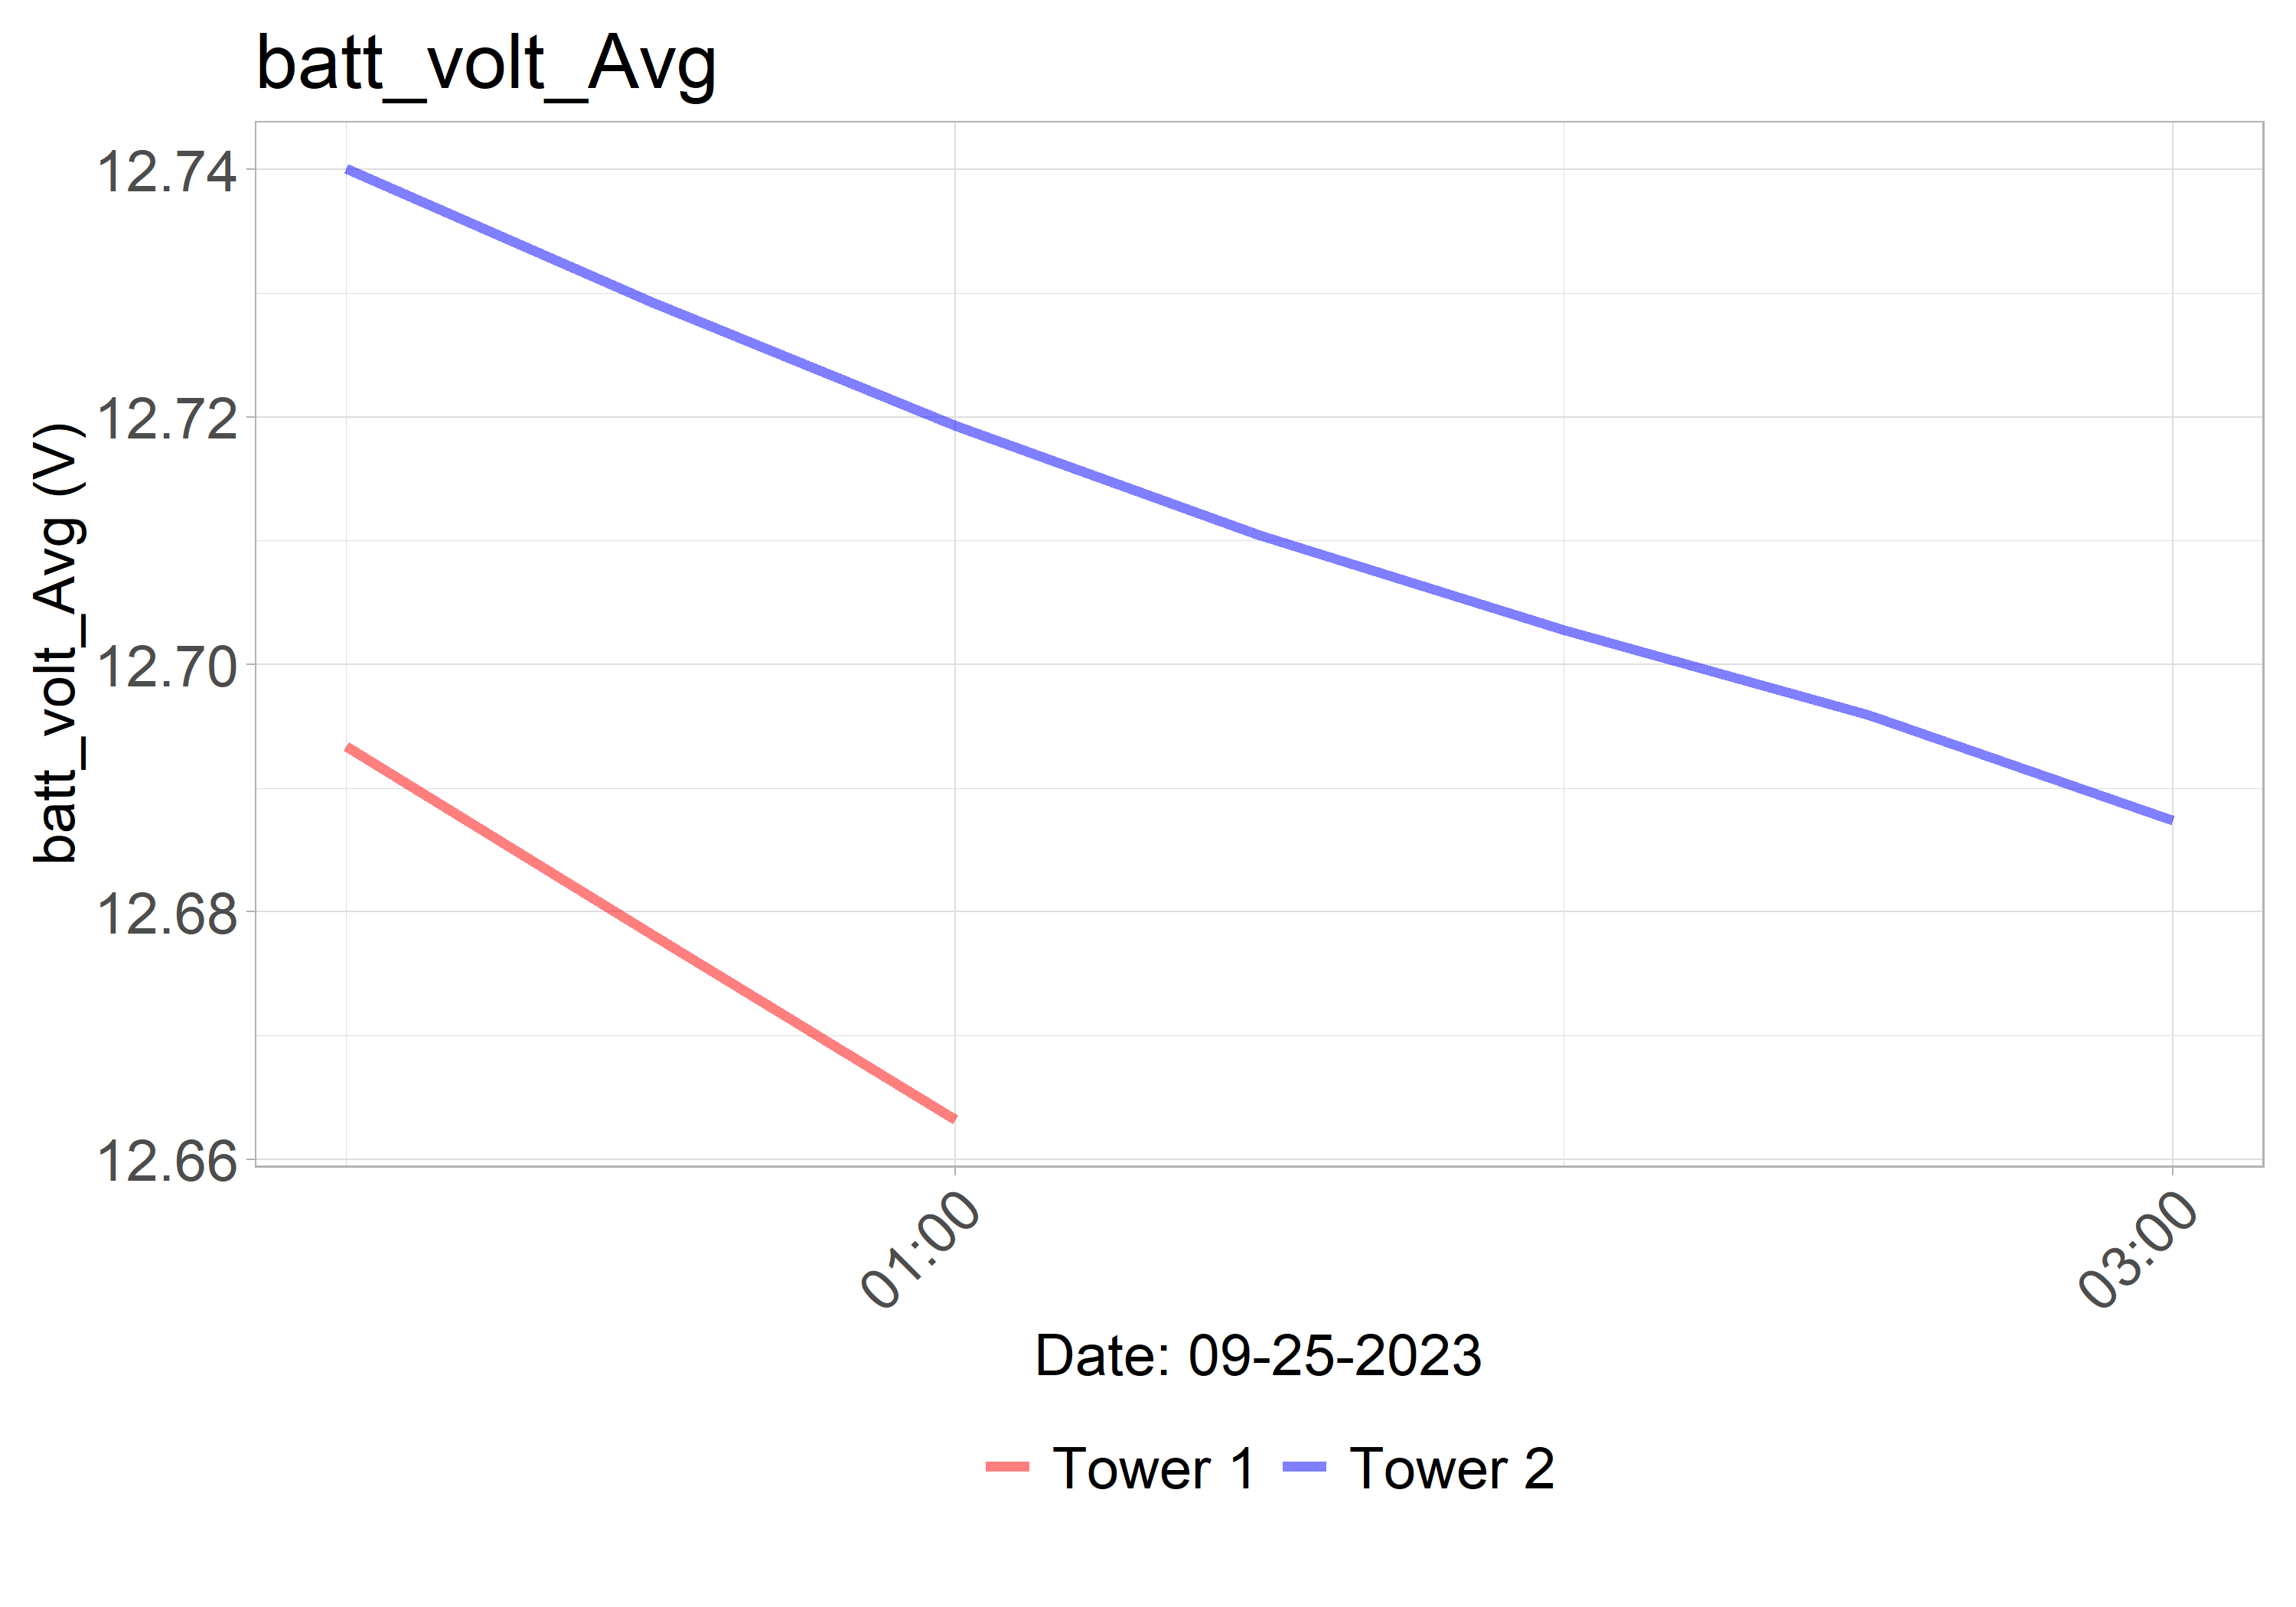 batt_volt_Avg
batt_volt_Avg (V)
12.74
12.72
12.70
12.68
12.66
01:00
03:00
Date: 09-25-2023
Tower 1
Tower 2